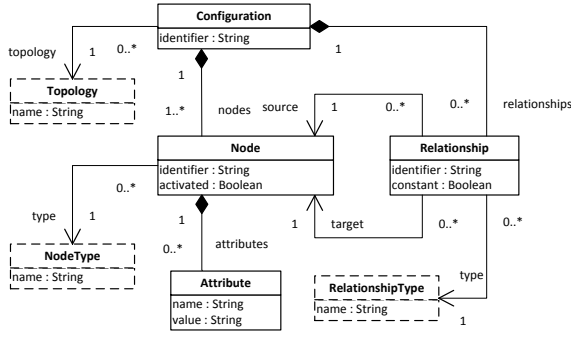 Configuration
identifier : String
topology
1
0..*
1
1
Topology
name : String
1..*
nodes
source
1
0..*
0..*
relationships
Node
identifier : String
activated : Boolean
Relationship
identifier : String
constant : Boolean
0..*
type
1
1
0..*
attributes
1
target
0..*
0..*
NodeType
name : String
Attribute
name : String
value : String
type
RelationshipType
name : String
1